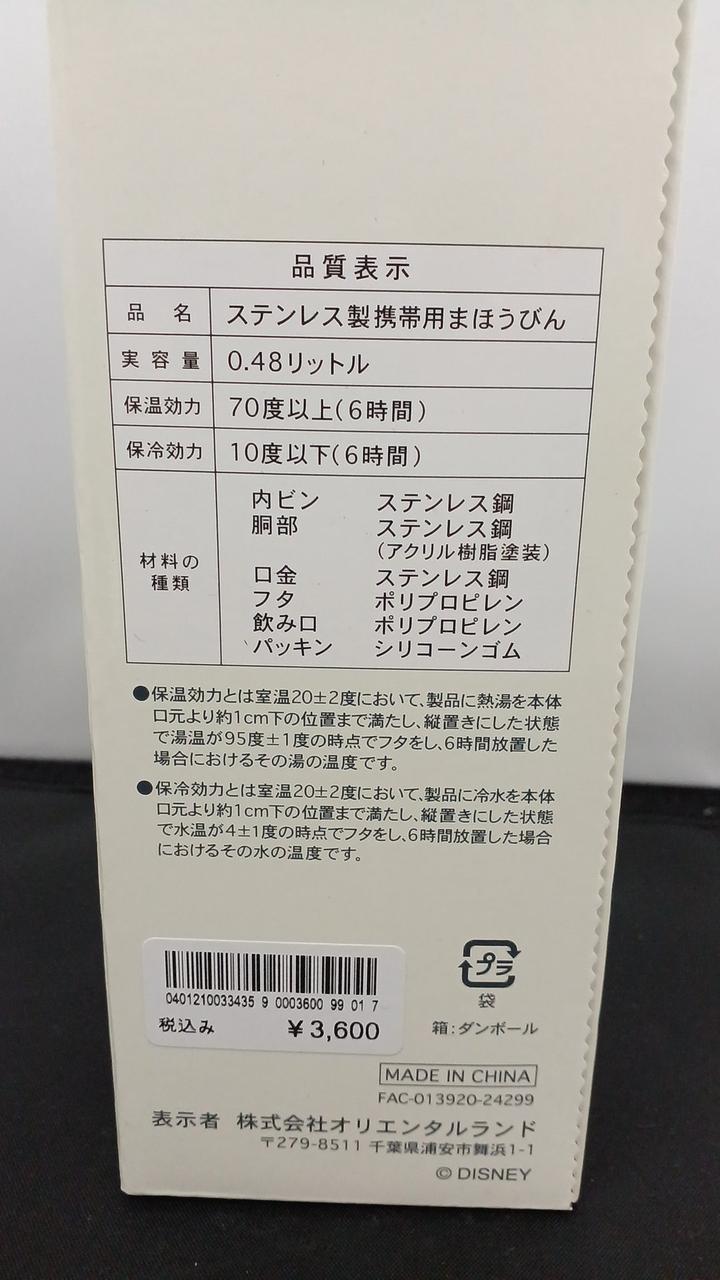 品質表示
品名 ステンレス製携帯用まほうびん
実容量 0.48リットル
保温効力 70度以上(6時間)
保冷効力 10度以下(6時間)
材料の種類
内ビン ステンレス鋼
胴部 ステンレス鋼
(アクリル樹脂塗装)
口金 ステンレス鋼
フタ ポリプロピレン
飲み口 ポリプロピレン
パッキン シリコーンゴム
●保温効力とは室温20±2度において、製品に熱湯を本体
口元より約1cm下の位置まで満たし、縦置きにした状態
で湯温が95度±1度の時点でフタをし、6時間放置した
場合におけるその湯の温度です。
●保冷効力とは室温20±2度において、製品に冷水を本体
口元より約1cm下の位置まで満たし、縦置きにした状態
で水温が4±1度の時点でフタをし、6時間放置した場合
におけるその水の温度です。
0401210033435 9 0003600 99 01 7
税込み ¥3,600
プラ
袋
箱:ダンボール
MADE IN CHINA
FAC-013920-24299
表示者 株式会社オリエンタルランド
〒279-8511 千葉県浦安市舞浜1-1
© DISNEY